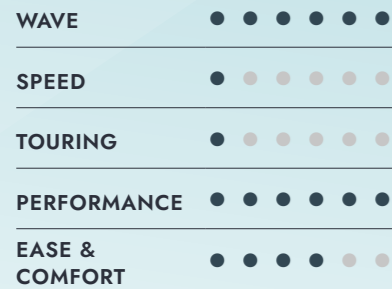 WAVE
SPEED
TOURING
PERFORMANCE
EASE &
COMFORT